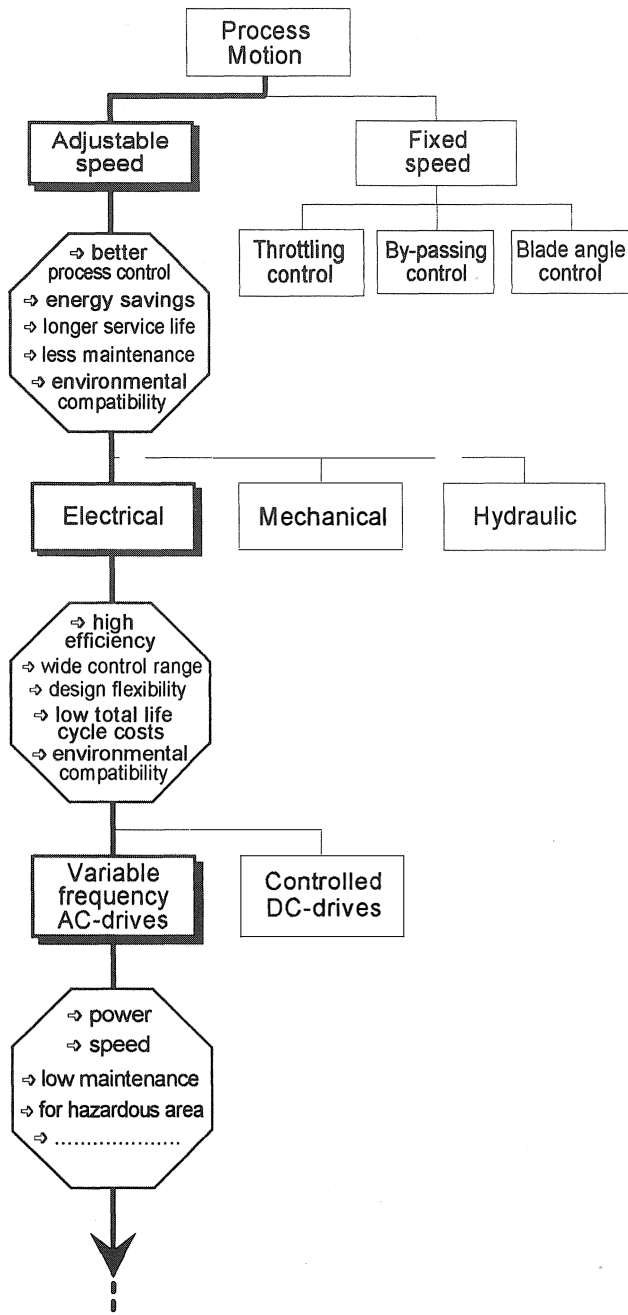 Process
Motion
Adjustable
speed
Fixed
speed
Throttling
control
By-passing
control
Blade angle
control
⇨ better
process control
⇨ energy savings
⇨ longer service life
⇨ less maintenance
⇨ environmental
compatibility
Electrical
Mechanical
Hydraulic
⇨ high
efficiency
⇨ wide control range
⇨ design flexibility
⇨ low total life
cycle costs
⇨ environmental
compatibility
Variable
frequency
AC-drives
Controlled
DC-drives
⇨ power
⇨ speed
⇨ low maintenance
⇨ for hazardous area
⇨ ....................